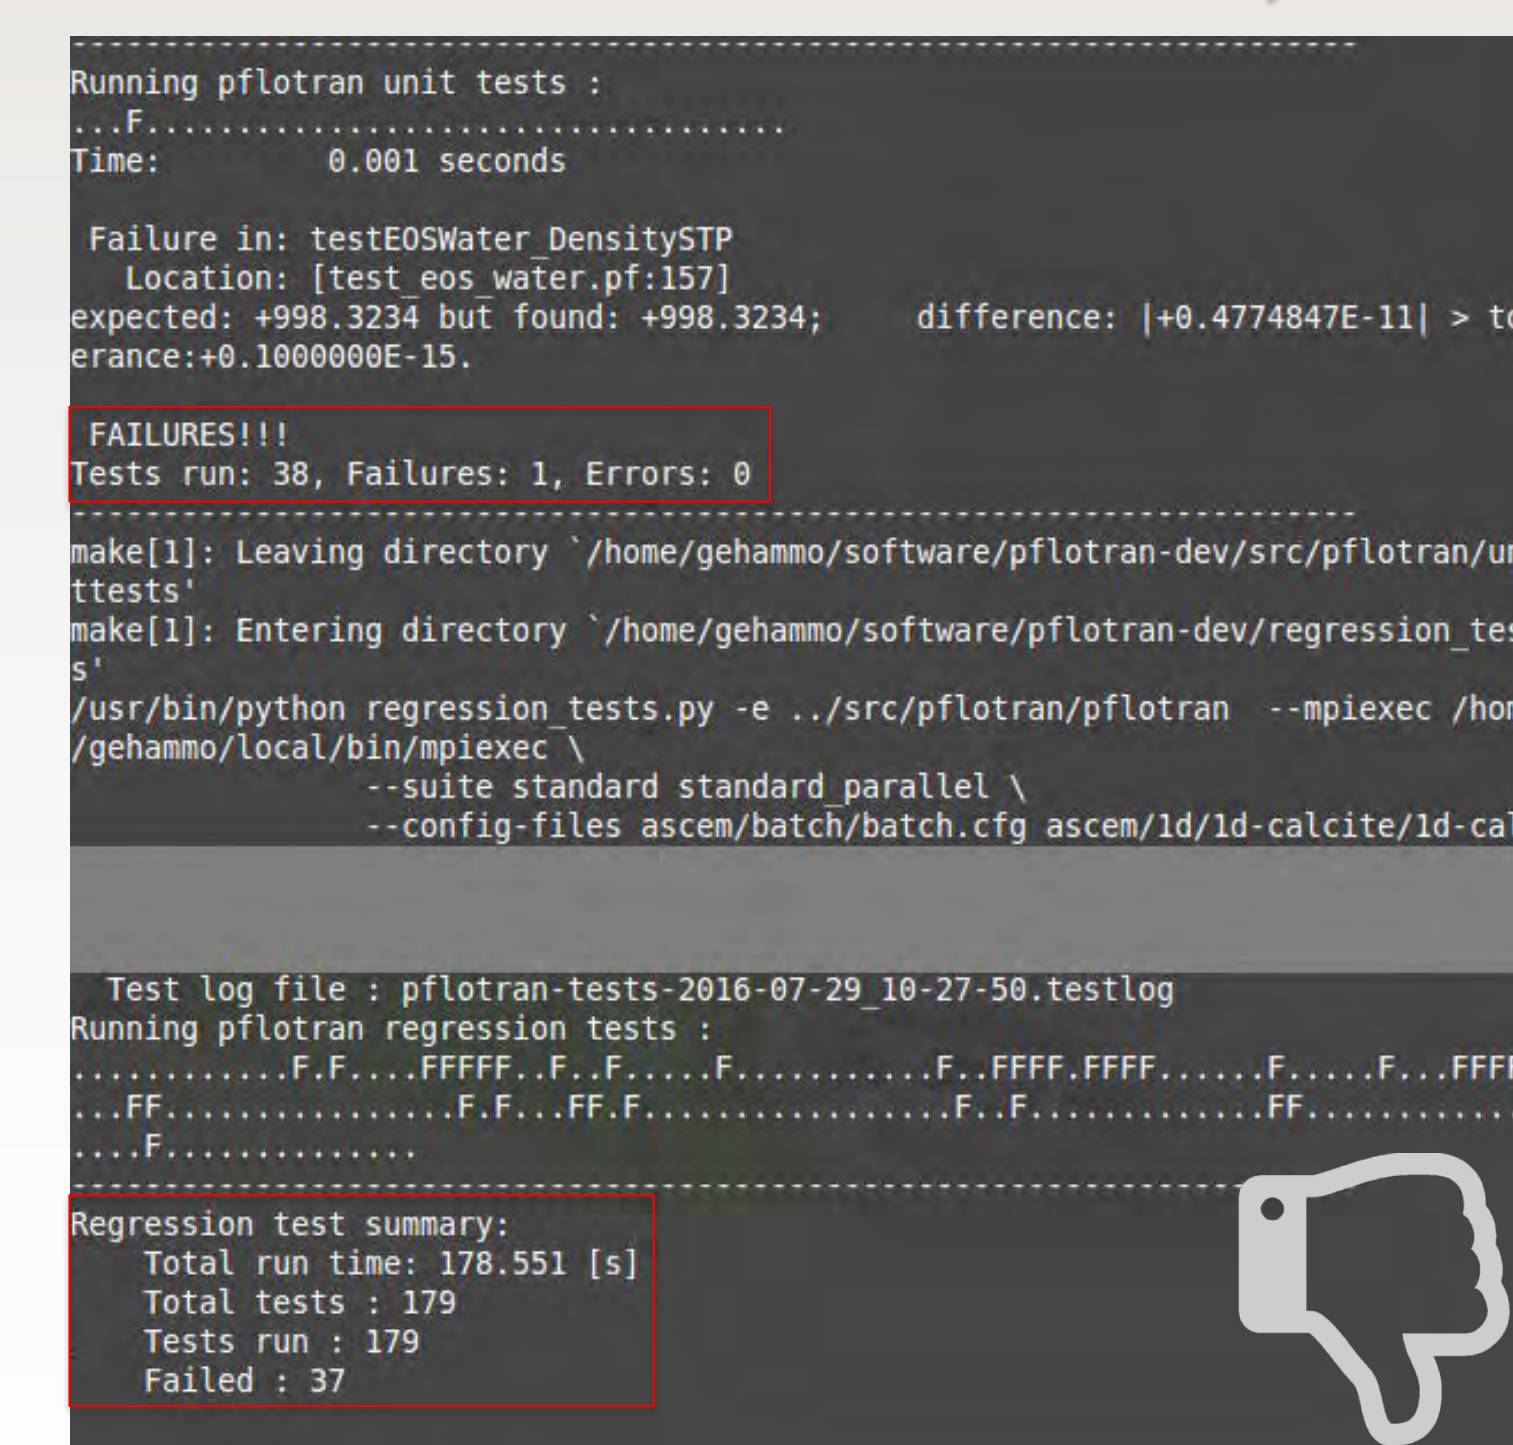 Running pflotran unit tests :
...F...................................
Time:         0.001 seconds
Failure in: testEOSWater_DensitySTP
Location: [test_eos_water.pf:157]
expected: +998.3234 but found: +998.3234;     difference: |+0.4774847E-11| > to
erance:+0.1000000E-15.
FAILURES!!!
Tests run: 38, Failures: 1, Errors: 0
make[1]: Leaving directory `/home/gehammo/software/pflotran-dev/src/pflotran/un
ttests'
make[1]: Entering directory `/home/gehammo/software/pflotran-dev/regression_tes
s'
/usr/bin/python regression_tests.py -e ../src/pflotran/pflotran  --mpiexec /hom
/gehammo/local/bin/mpiexec \
--suite standard standard_parallel \
--config-files ascem/batch/batch.cfg ascem/1d/1d-calcite/1d-cal
Test log file : pflotran-tests-2016-07-29_10-27-50.testlog
Running pflotran regression tests :
............F.F....FFFFF..F..F.....F...........F..FFFF.FFFF......F.....F...FFFF
...FF................F.F...FF.F.................F..F.............FF.............
....F..............
Regression test summary:
Total run time: 178.551 [s]
Total tests : 179
Tests run : 179
Failed : 37